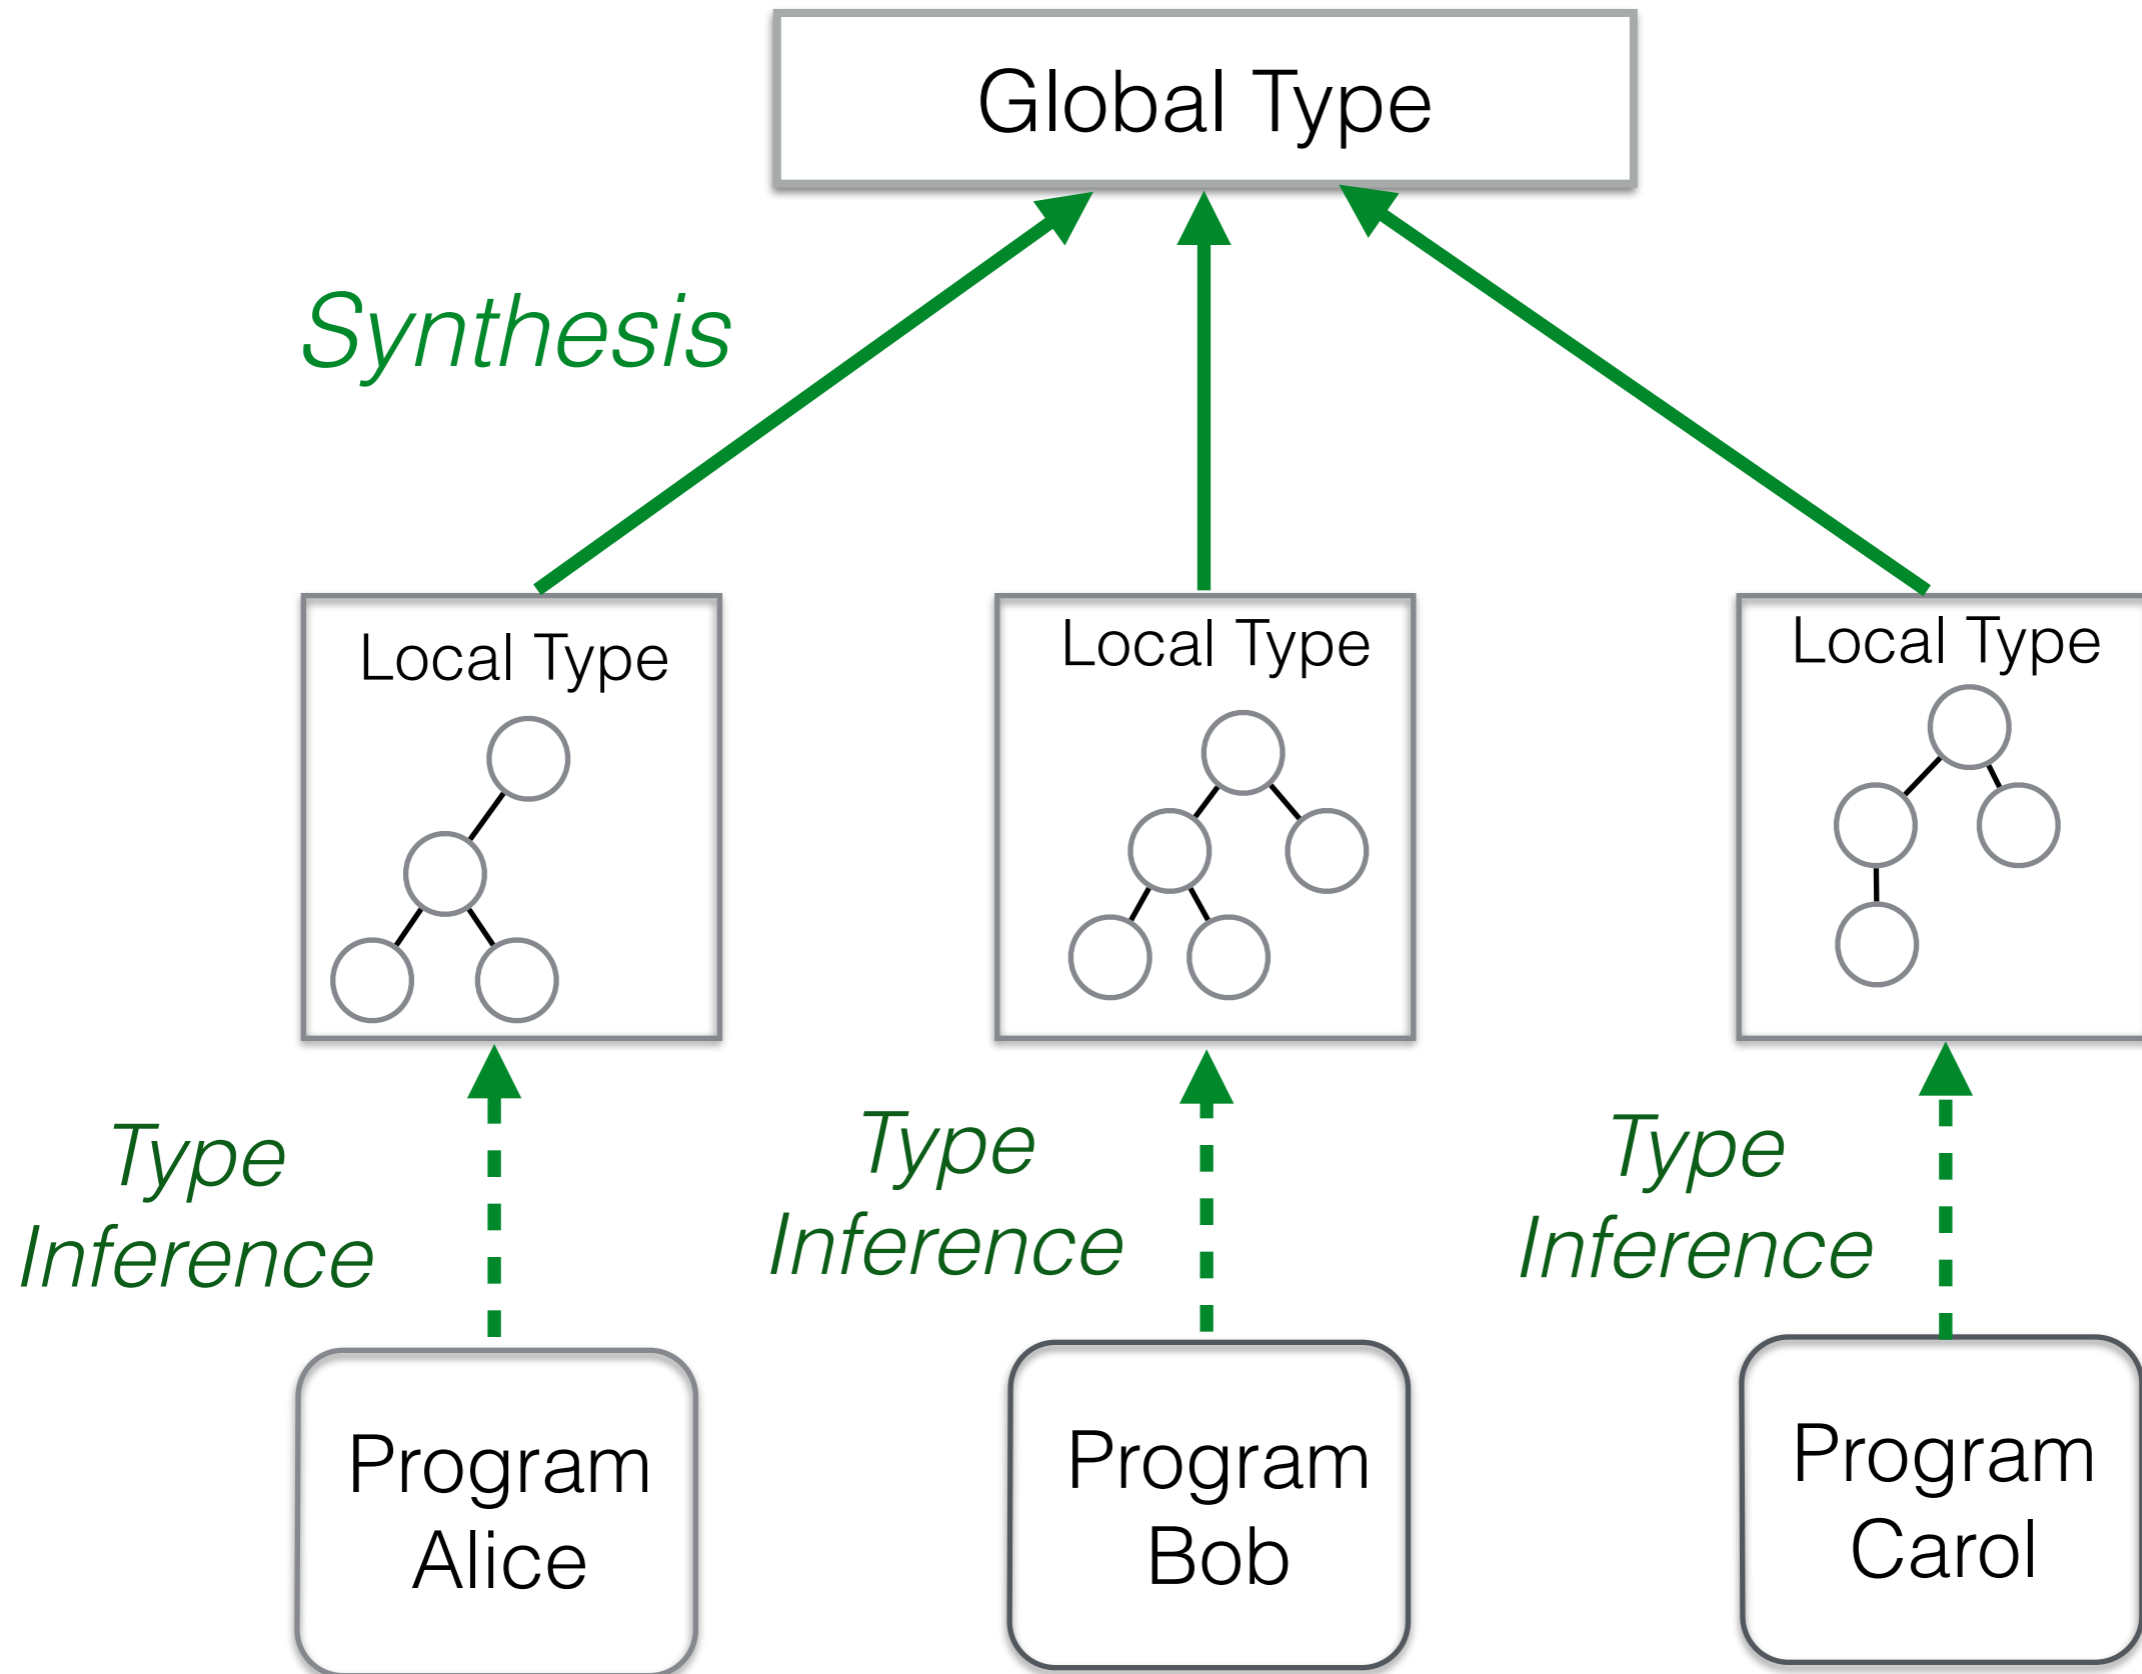 Global Type
Synthesis
Local Type
Local Type
Local Type
Type
Inference
Type
Inference
Type
Inference
Program
Alice
Program
Bob
Program
Carol